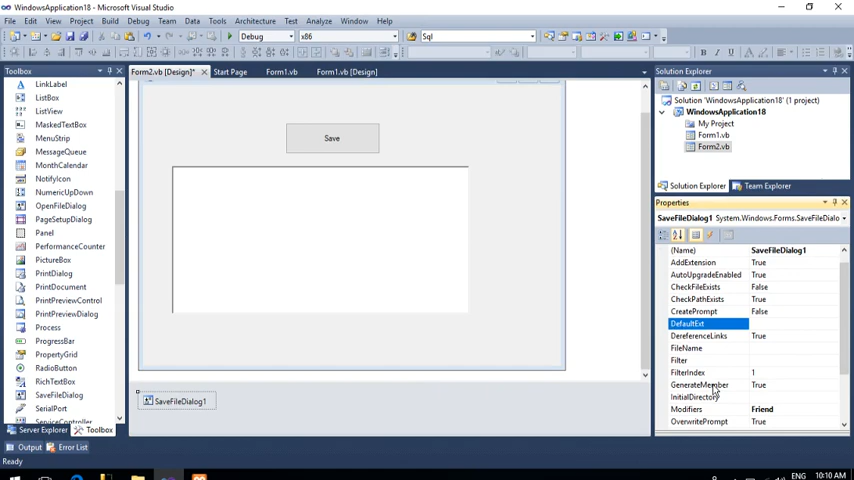 WindowsApplication18 - Microsoft Visual Studio
File Edit View Project Build Debug Team Data Tools Architecture Test Analyze Window Help
Debug x86 Sql
Toolbox
LinkLabel
ListBox
ListView
MaskedTextBox
MenuStrip
MessageQueue
MonthCalendar
NotifyIcon
NumericUpDown
OpenFileDialog
PageSetupDialog
Panel
PerformanceCounter
PictureBox
PrintDialog
PrintDocument
PrintPreviewControl
PrintPreviewDialog
Process
ProgressBar
PropertyGrid
RadioButton
RichTextBox
SaveFileDialog
SerialPort
ServiceController
Server Explorer Toolbox
Output Error List
Ready
Form2.vb [Design]* Start Page Form1.vb Form1.vb [Design]
Save
SaveFileDialog1
Solution Explorer
Solution 'WindowsApplication18' (1 project)
WindowsApplication18
My Project
Form1.vb
Form2.vb
Solution Explorer Team Explorer
Properties
SaveFileDialog1 System.Windows.Forms.SaveFileDialo
(Name) SaveFileDialog1
AddExtension True
AutoUpgradeEnabled True
CheckFileExists False
CheckPathExists True
CreatePrompt False
DefaultExt
DereferenceLinks True
FileName
Filter
FilterIndex 1
GenerateMember True
InitialDirectory
Modifiers Friend
OverwritePrompt True
ENG 10:10 AM